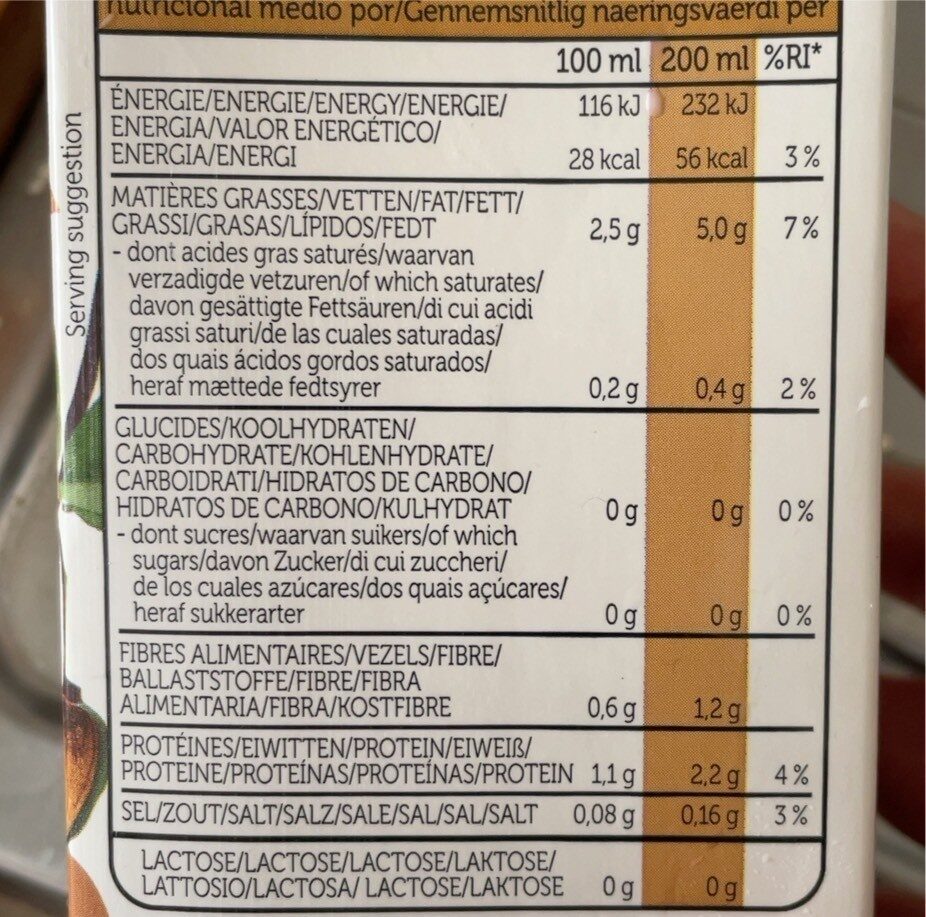 nutricional medio por/Gennemsnitlig næringsværdi per
100 ml 200 ml %RI*
ÉNERGIE/ENERGIE/ENERGY/ENERGIE/ 116 kJ 232 kJ
ENERGIA/VALOR ENERGÉTICO/
ENERGIA/ENERGI 28 kcal 56 kcal 3 %
MATIÈRES GRASSES/VETTEN/FAT/FETT/
GRASSI/GRASAS/LÍPIDOS/FEDT 2,5 g 5,0 g 7 %
- dont acides gras saturés/waarvan
verzadigde vetzuren/of which saturates/
davon gesättigte Fettsäuren/di cui acidi
grassi saturi/de las cuales saturadas/
dos quais ácidos gordos saturados/
heraf mættede fedtsyrer 0,2 g 0,4 g 2 %
GLUCIDES/KOOLHYDRATEN/
CARBOHYDRATE/KOHLENHYDRATE/
CARBOIDRATI/HIDRATOS DE CARBONO/
HIDRATOS DE CARBONO/KULHYDRAT 0 g 0 g 0 %
- dont sucres/waarvan suikers/of which
sugars/davon Zucker/di cui zuccheri/
de los cuales azúcares/dos quais açúcares/
heraf sukkerarter 0 g 0 g 0 %
FIBRES ALIMENTAIRES/VEZELS/FIBRE/
BALLASTSTOFFE/FIBRE/FIBRA
ALIMENTARIA/FIBRA/KOSTFIBRE 0,6 g 1,2 g
PROTÉINES/EIWITTEN/PROTEIN/EIWEIß/
PROTEINE/PROTEÍNAS/PROTEÍNAS/PROTEIN 1,1 g 2,2 g 4 %
SEL/ZOUT/SALT/SALZ/SALE/SAL/SAL/SALT 0,08 g 0,16 g 3 %
LACTOSE/LACTOSE/LACTOSE/LAKTOSE/
LATTOSIO/LACTOSA/ LACTOSE/LAKTOSE 0 g 0 g
Serving suggestion